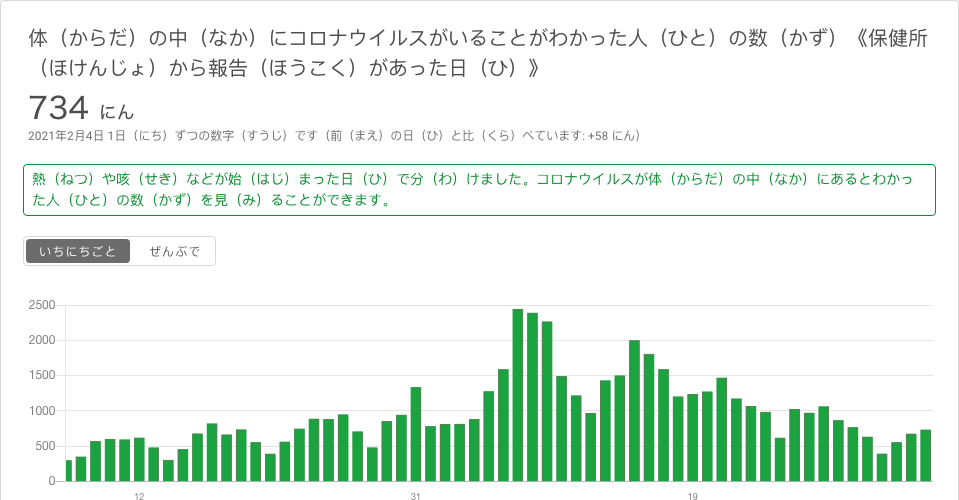 体（からだ）の中（なか）にコロナウイルスがいることがわかった人（ひと）の数（かず）《保健所
（ほけんじょ）から報告（ほうこく）があった日（ひ）》
734 にん
2021年2月4日 1日（にち）ずつの数字（すうじ）です（前（まえ）の日（ひ）と比（くら）べています: +58 にん）
熱（ねつ）や咳（せき）などが始（はじ）まった日（ひ）で分（わ）けました。コロナウイルスが体（からだ）の中（なか）にあるとわかっ
た人（ひと）の数（かず）を見（み）ることができます。
いちにちごと ぜんぶで
2500
2000
1500
1000
500
0
12 31 19